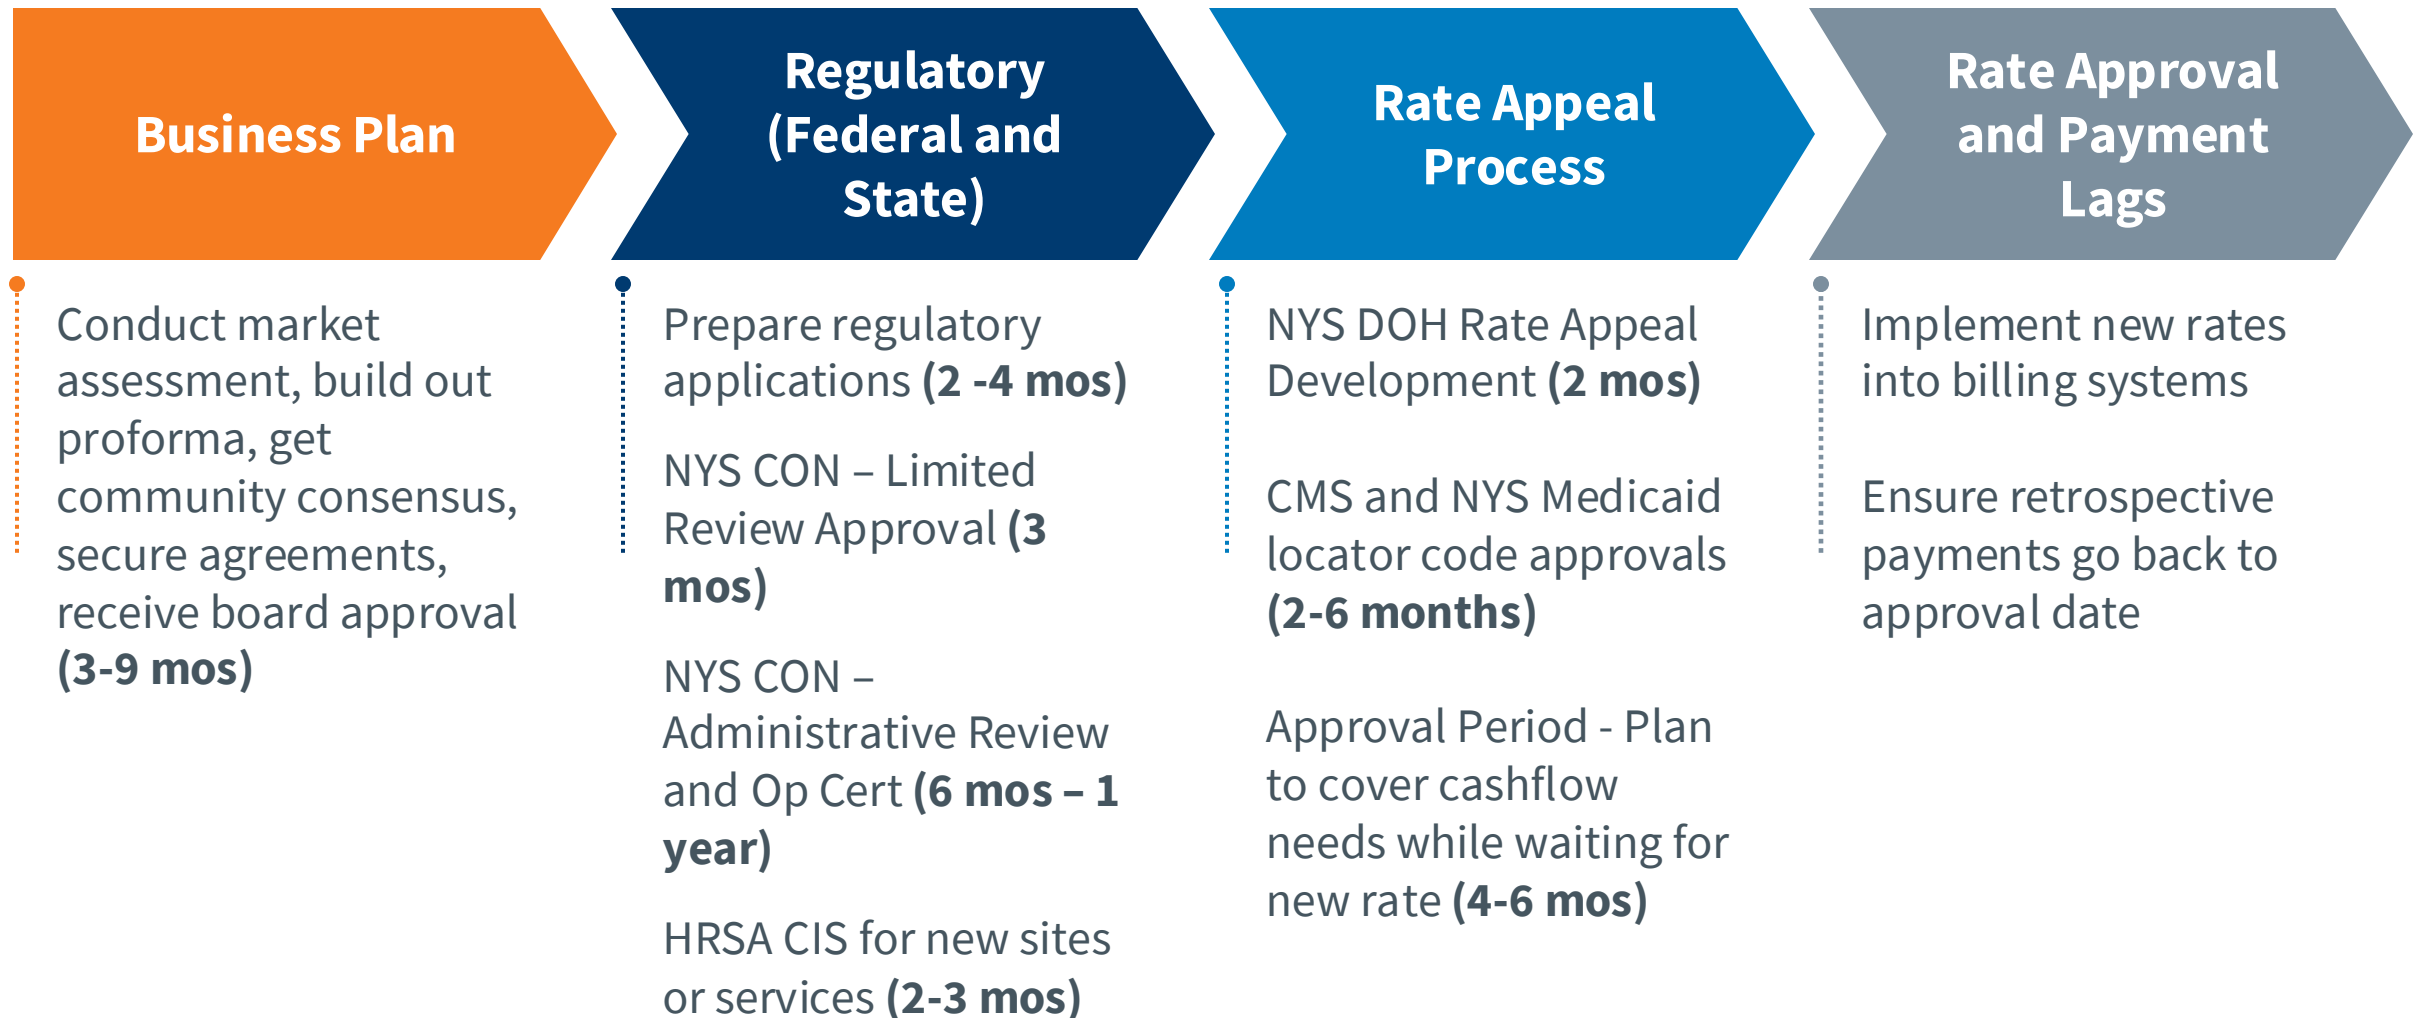 Business Plan
Regulatory
(Federal and
State)
Rate Appeal
Process
Rate Approval
and Payment
Lags
Conduct market
assessment, build out
proforma, get
community consensus,
secure agreements,
receive board approval
(3-9 mos)
Prepare regulatory
applications (2 -4 mos)
NYS CON – Limited
Review Approval (3
mos)
NYS CON –
Administrative Review
and Op Cert (6 mos – 1
year)
HRSA CIS for new sites
or services (2-3 mos)
NYS DOH Rate Appeal
Development (2 mos)
CMS and NYS Medicaid
locator code approvals
(2-6 months)
Approval Period - Plan
to cover cashflow
needs while waiting for
new rate (4-6 mos)
Implement new rates
into billing systems
Ensure retrospective
payments go back to
approval date